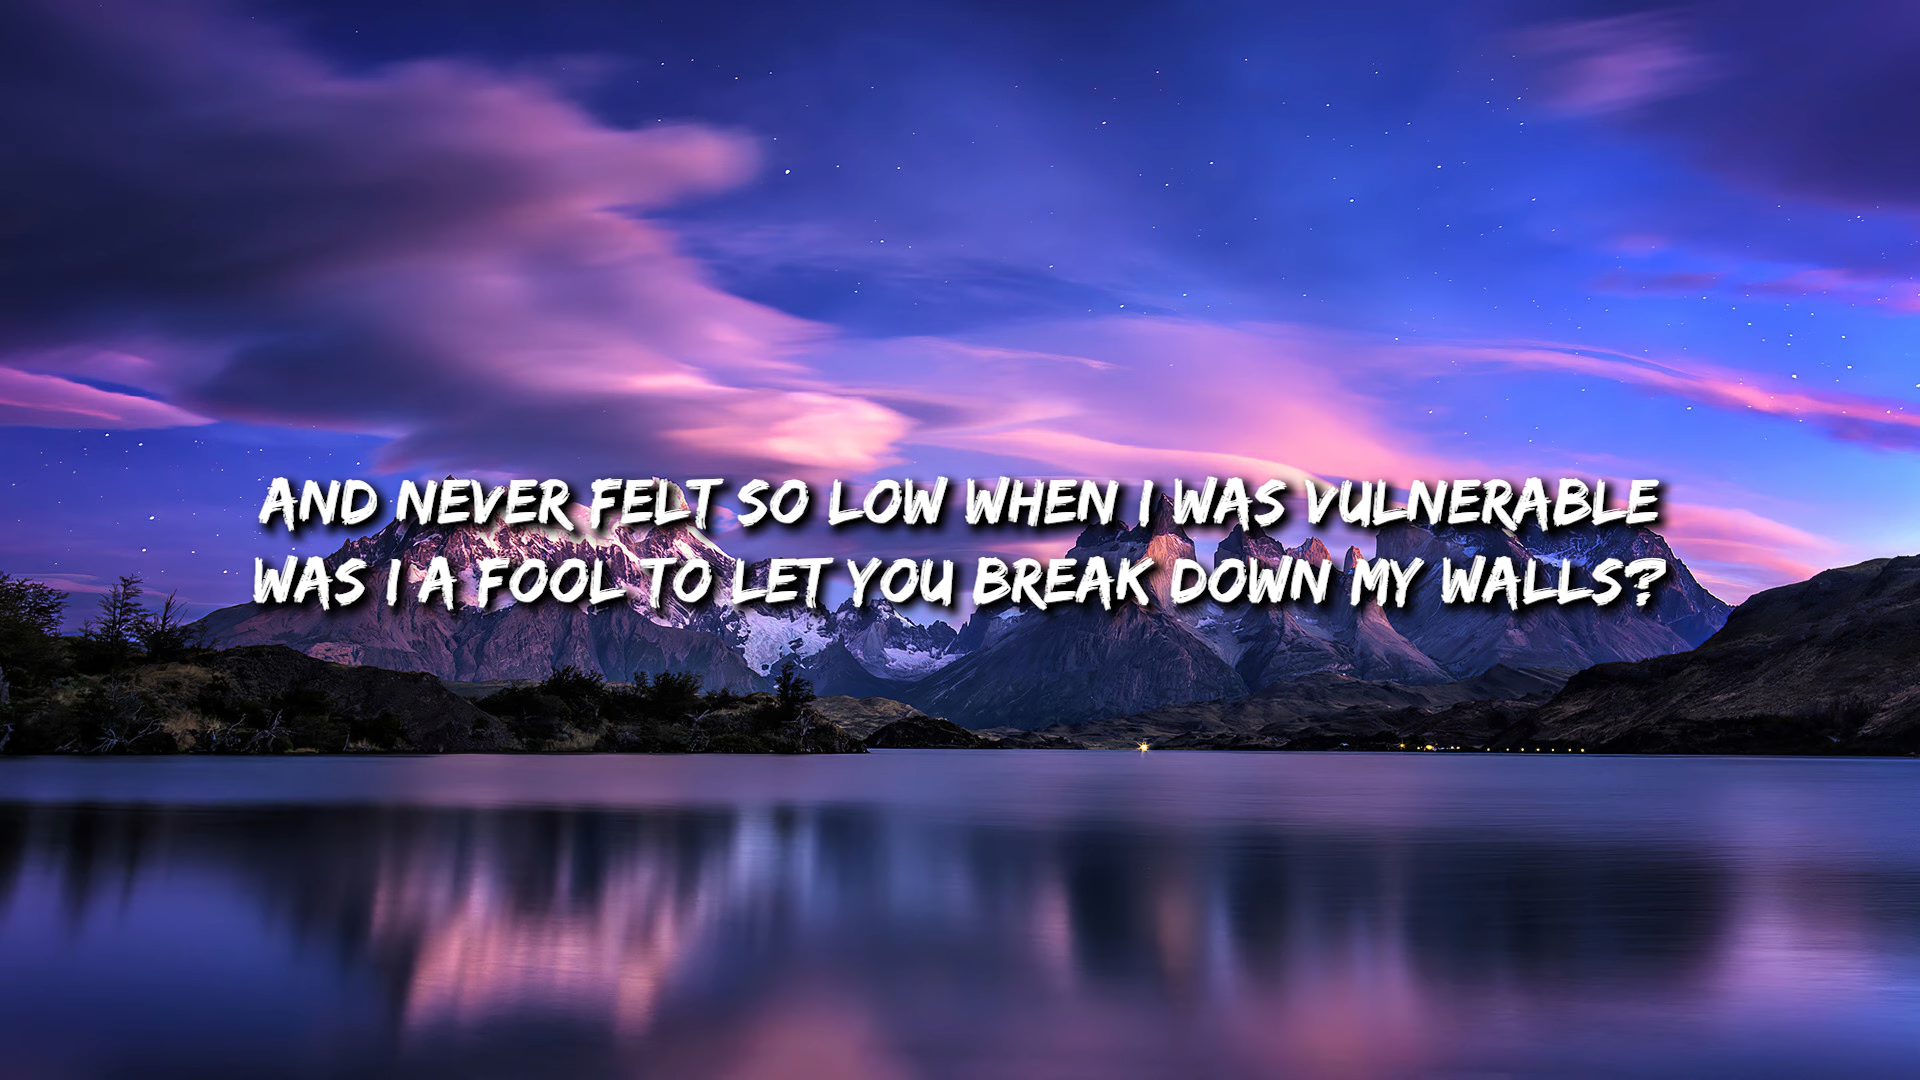 AND NEVER FELT SO LOW WHEN I WAS VULNERABLE
WAS I A FOOL TO LET YOU BREAK DOWN MY WALLS?